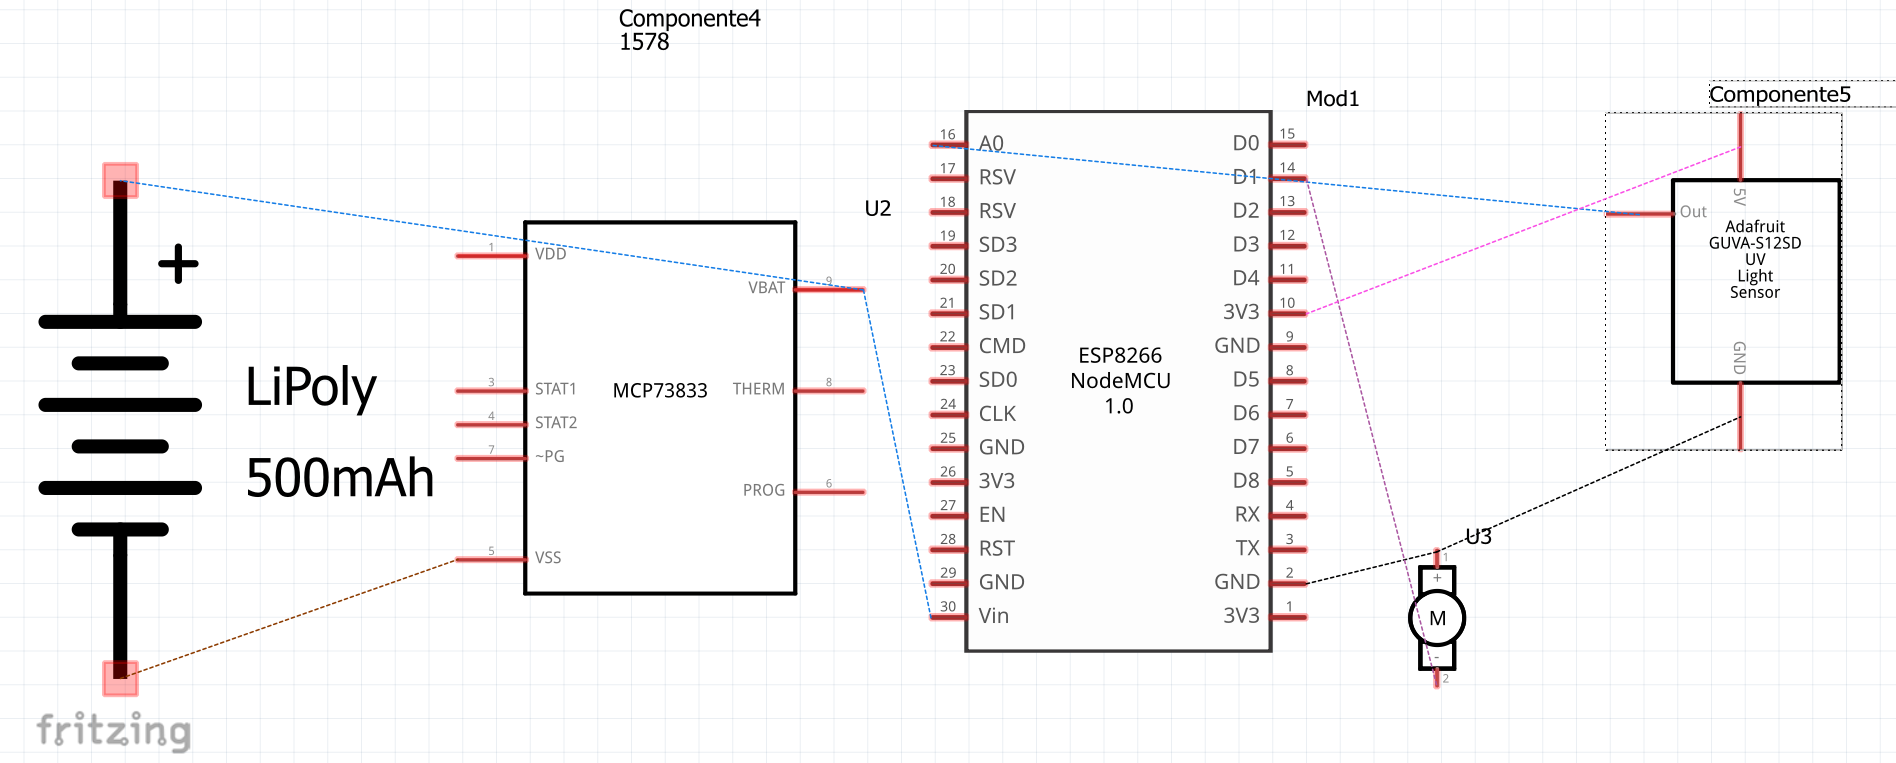 Componente4
1578
LiPoly
500mAh
+
U2
MCP73833
1 VDD
3 STAT1
4 STAT2
7 ~PG
5 VSS
VBAT 9
THERM 8
PROG 6
Mod1
ESP8266
NodeMCU
1.0
16 A0
17 RSV
18 RSV
19 SD3
20 SD2
21 SD1
22 CMD
23 SD0
24 CLK
25 GND
26 3V3
27 EN
28 RST
29 GND
30 Vin
D0 15
D1 14
D2 13
D3 12
D4 11
3V3 10
GND 9
D5 8
D6 7
D7 6
D8 5
RX 4
TX 3
GND 2
3V3 1
Componente5
5V
Out
Adafruit
GUVA-S12SD
UV
Light
Sensor
GND
U3
1
+
M
-
2
fritzing